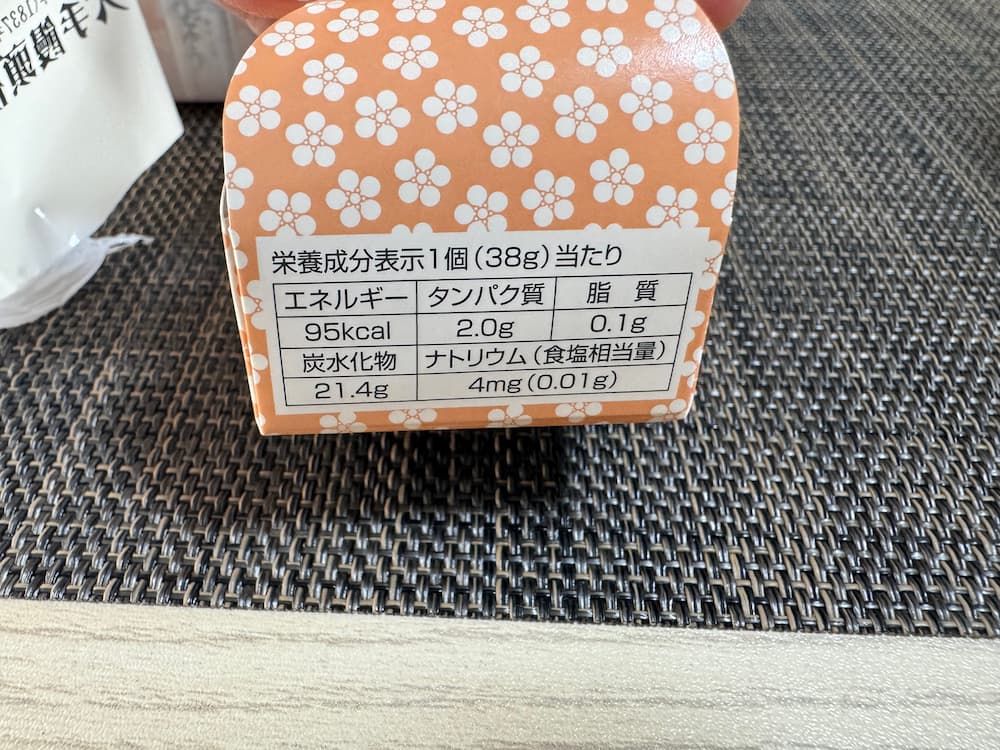 栄養成分表示1個(38g)当たり
エネルギー タンパク質 脂 質
95kcal 2.0g 0.1g
炭水化物 ナトリウム(食塩相当量)
21.4g 4mg(0.01g)